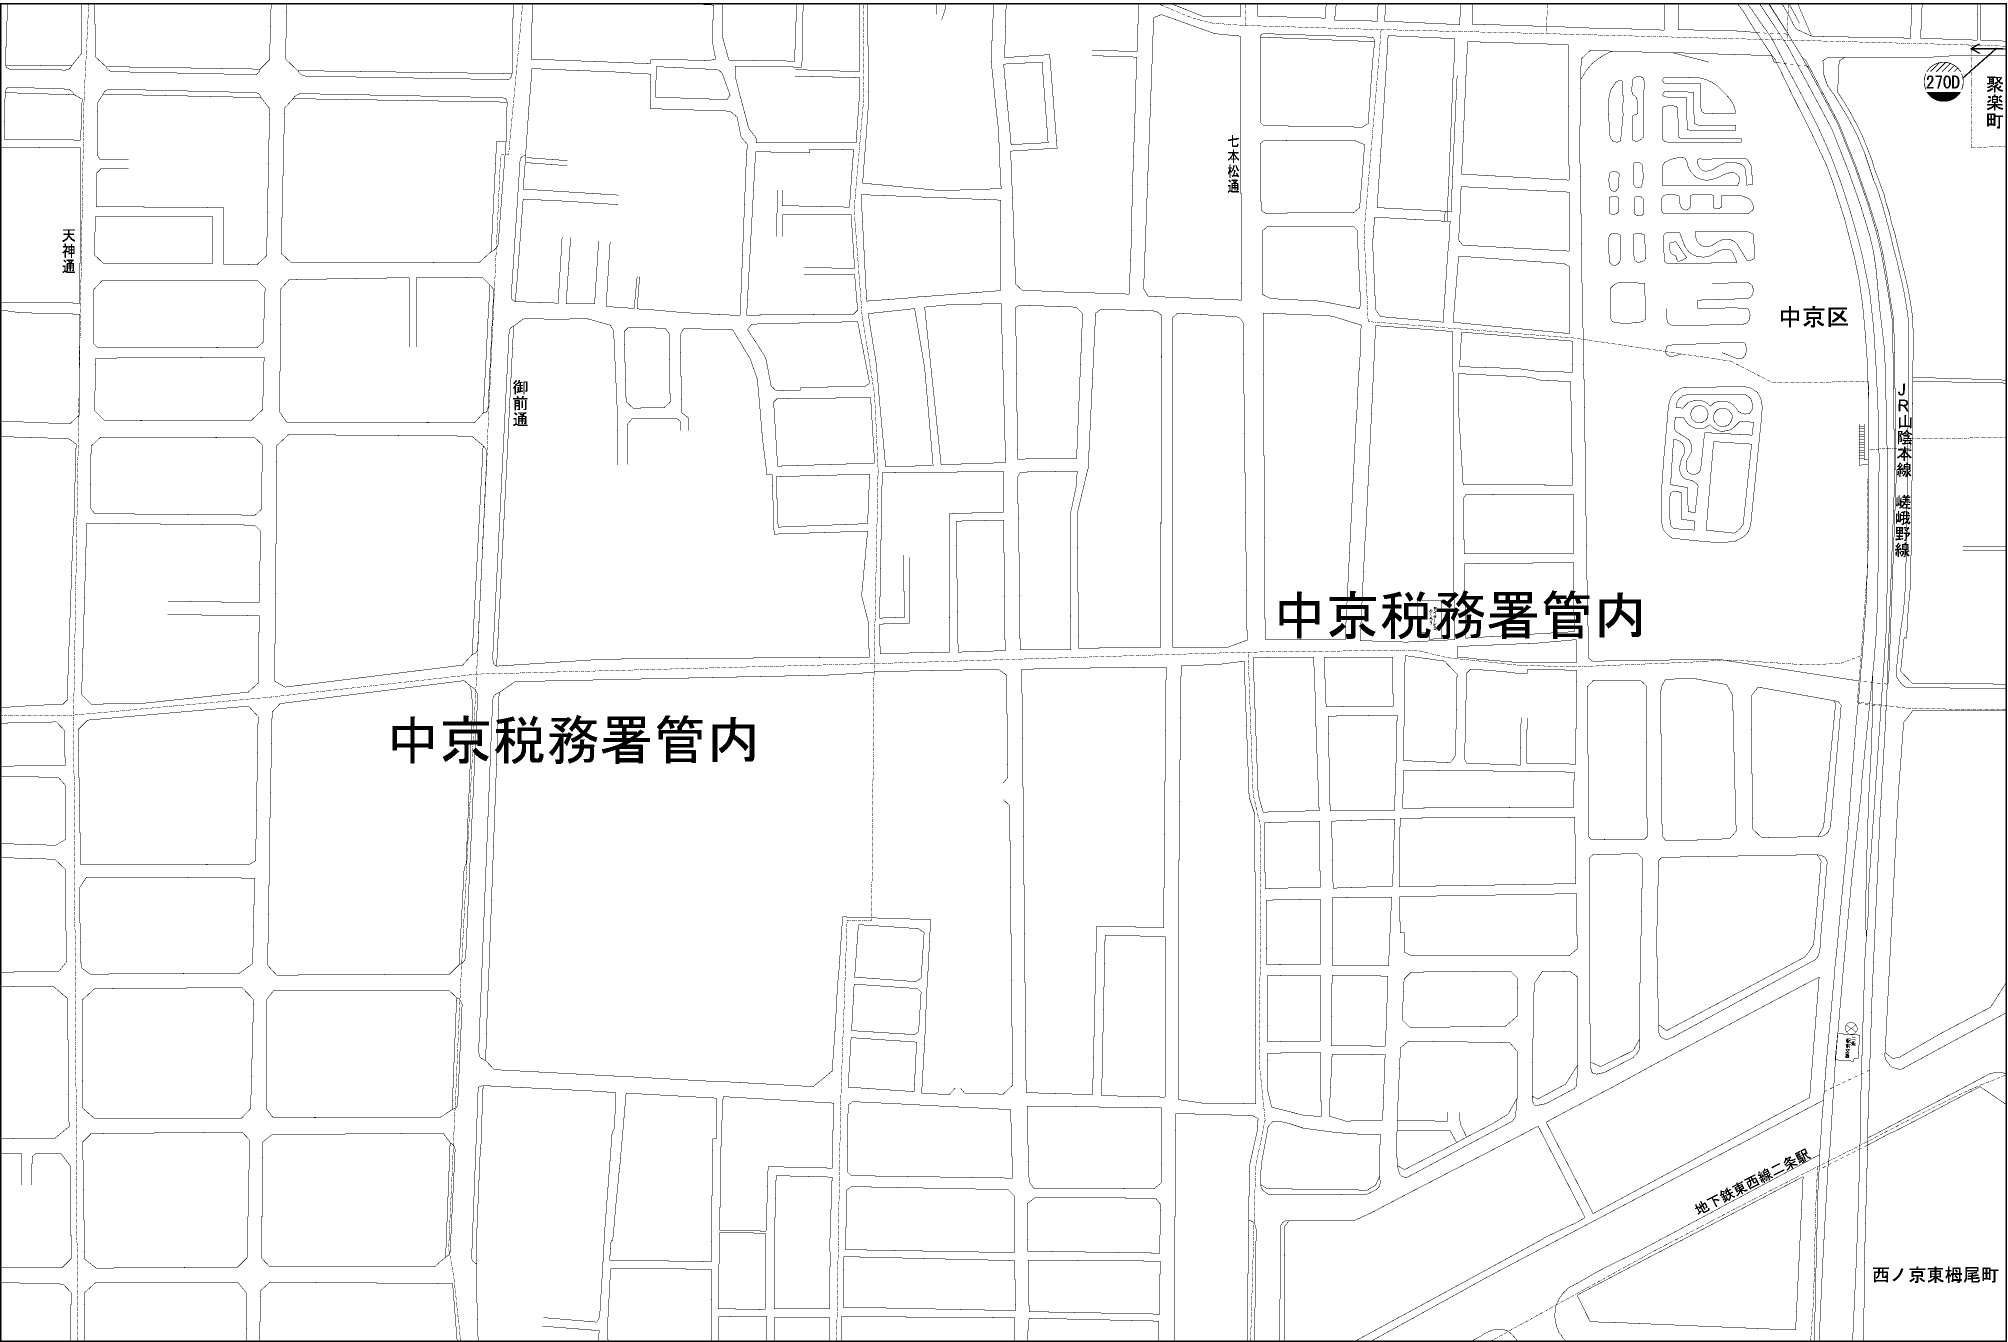 270D
聚楽町
七本松通
天神通
中京区
御前通
JR山陰本線 嵯峨野線
中京税務署管内
中京税務署管内
地下鉄東西線二条駅
西ノ京東栂尾町